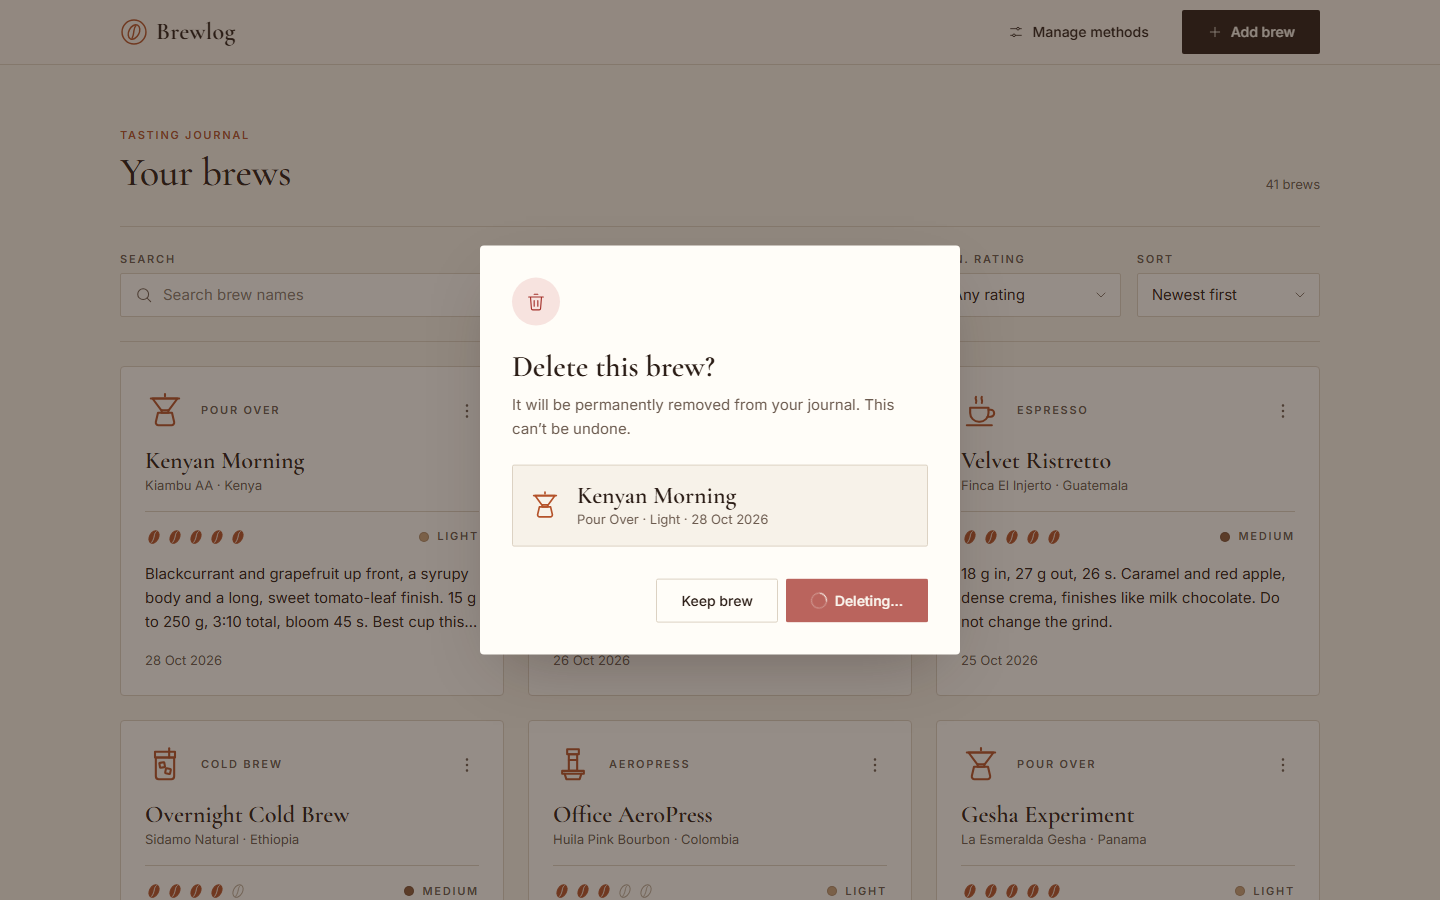 Brewlog
Manage methods
Add brew
TASTING JOURNAL
Your brews
41 brews
SEARCH
Search brew names
N. RATING
Any rating
SORT
Newest first
Delete this brew?
It will be permanently removed from your journal. This
can't be undone.
Kenyan Morning
Pour Over · Light · 28 Oct 2026
Keep brew
Deleting...
POUR OVER
Kenyan Morning
Kiambu AA · Kenya
LIGHT
Blackcurrant and grapefruit up front, a syrupy
body and a long, sweet tomato-leaf finish. 15 g
to 250 g, 3:10 total, bloom 45 s. Best cup this...
28 Oct 2026
26 Oct 2026
ESPRESSO
Velvet Ristretto
Finca El Injerto · Guatemala
MEDIUM
18 g in, 27 g out, 26 s. Caramel and red apple,
dense crema, finishes like milk chocolate. Do
not change the grind.
25 Oct 2026
COLD BREW
Overnight Cold Brew
Sidamo Natural · Ethiopia
MEDIUM
AEROPRESS
Office AeroPress
Huila Pink Bourbon · Colombia
LIGHT
POUR OVER
Gesha Experiment
La Esmeralda Gesha · Panama
LIGHT